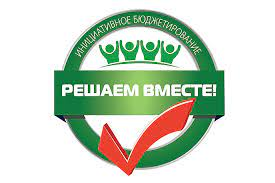 ИНИЦИАТИВНОЕ БЮДЖЕТИРОВАНИЕ
РЕШАЕМ ВМЕСТЕ!